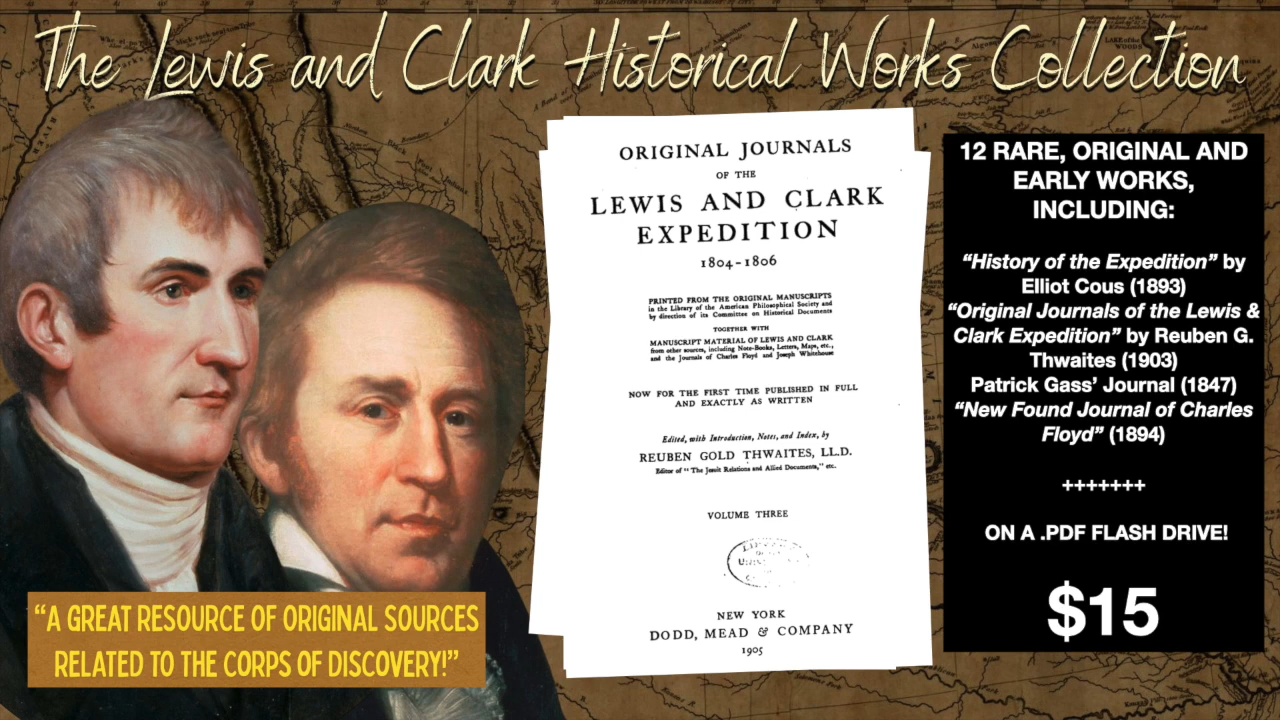 The Lewis and Clark Historical Works Collection
ORIGINAL JOURNALS
OF THE
LEWIS AND CLARK
EXPEDITION
1804-1806
PRINTED FROM THE ORIGINAL MANUSCRIPTS
in the Library of the American Philosophical Society and
by direction of its Committee on Historical Documents
TOGETHER WITH
MANUSCRIPT MATERIAL OF LEWIS AND CLARK
from other sources, including Note-Books, Letters, Maps, etc.,
and the Journals of Charles Floyd and Joseph Whitehouse
NOW FOR THE FIRST TIME PUBLISHED IN FULL
AND EXACTLY AS WRITTEN
Edited, with Introduction, Notes, and Index, by
REUBEN GOLD THWAITES, LL.D.
Editor of "The Jesuit Relations and Allied Documents," etc.
VOLUME THREE
NEW YORK
DODD, MEAD & COMPANY
1905
12 RARE, ORIGINAL AND
EARLY WORKS,
INCLUDING:
“History of the Expedition” by
Elliot Cous (1893)
“Original Journals of the Lewis &
Clark Expedition” by Reuben G.
Thwaites (1903)
Patrick Gass’ Journal (1847)
“New Found Journal of Charles
Floyd” (1894)
+++++++
ON A .PDF FLASH DRIVE!
$15
“A GREAT RESOURCE OF ORIGINAL SOURCES
RELATED TO THE CORPS OF DISCOVERY!”
LAKE of the
WOODS